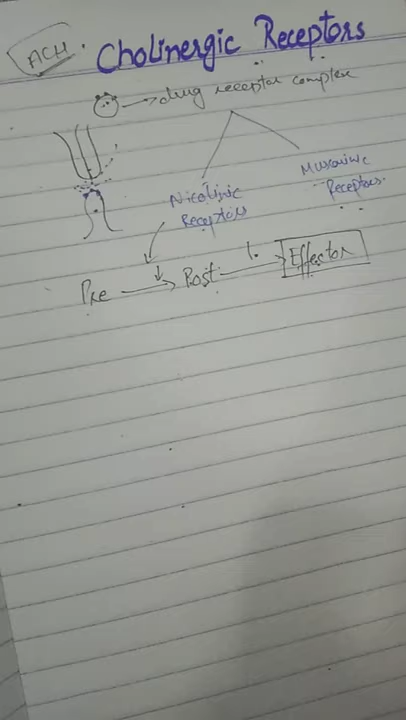 ACH. Cholinergic Receptors
→ drug receptor complex
Nicotinic
Receptors
Muscarinic
Receptors.
Pre → Post → Effector